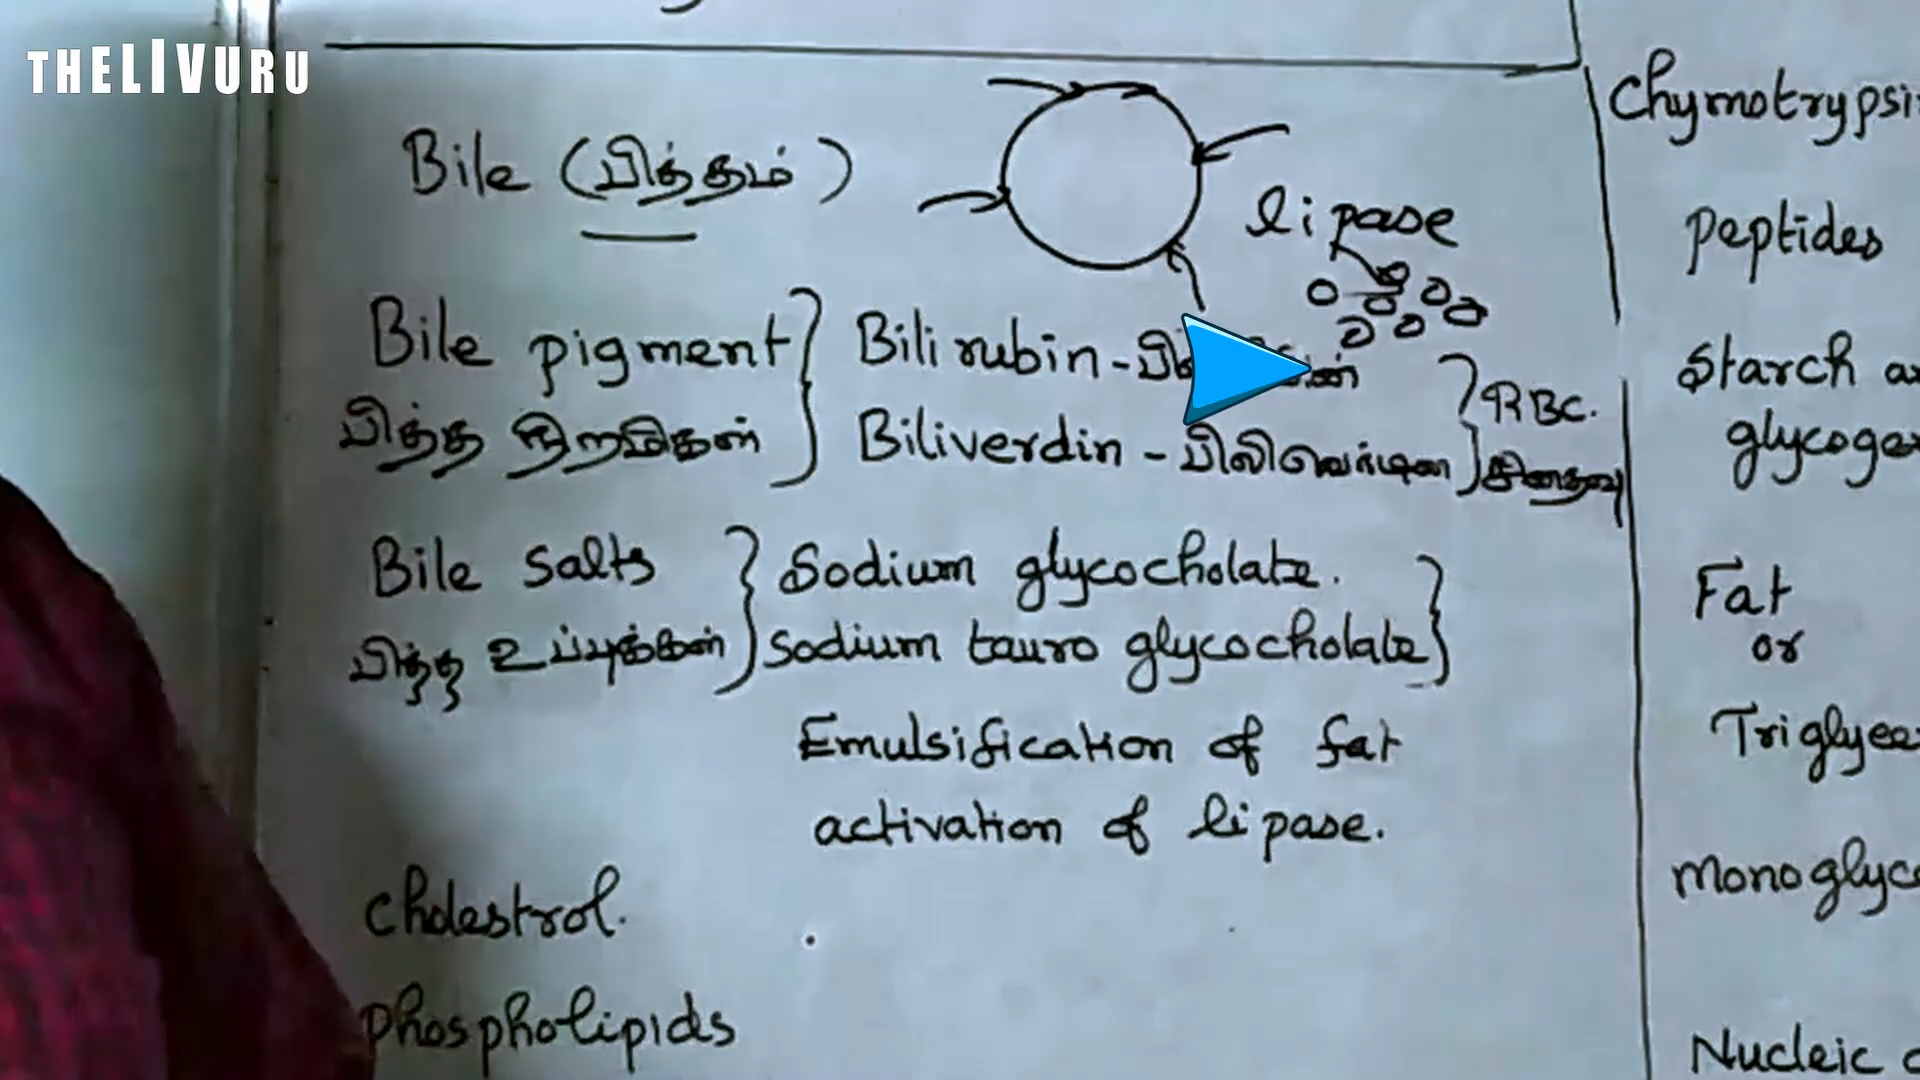 THELIVURU
Bile (பித்தம்)
lipase
Bile pigment } Bilirubin -
பித்த நிறமிகள் } Biliverdin - பிலிவெர்டின்
} RBC.
சிதைவு
Bile salts } Sodium glycocholate.
பித்த உப்புக்கள் } Sodium tauro glycocholate }
Emulsification of fat
activation of lipase.
Cholestrol.
Phospholipids
Chymotrypsi
Peptides
Starch a
glycoge
Fat
or
Triglyce
Monoglyc
Nucleic